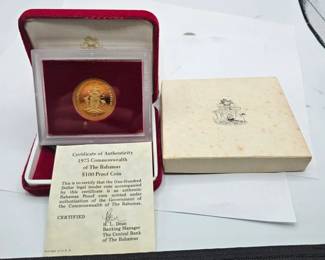 Certificate of Authenticity
1975 Commonwealth
of The Bahamas
$100 Proof Coin
This is to certify that the One Hundred
Dollar legal tender coin accompanied
by this certificate is an authentic
Bahamas Proof coin minted under
authorization of the Government of
the Commonwealth of The Bahamas.
CERTIFIED
R. L. Dean
Banking Manager
The Central Bank
of The Bahamas